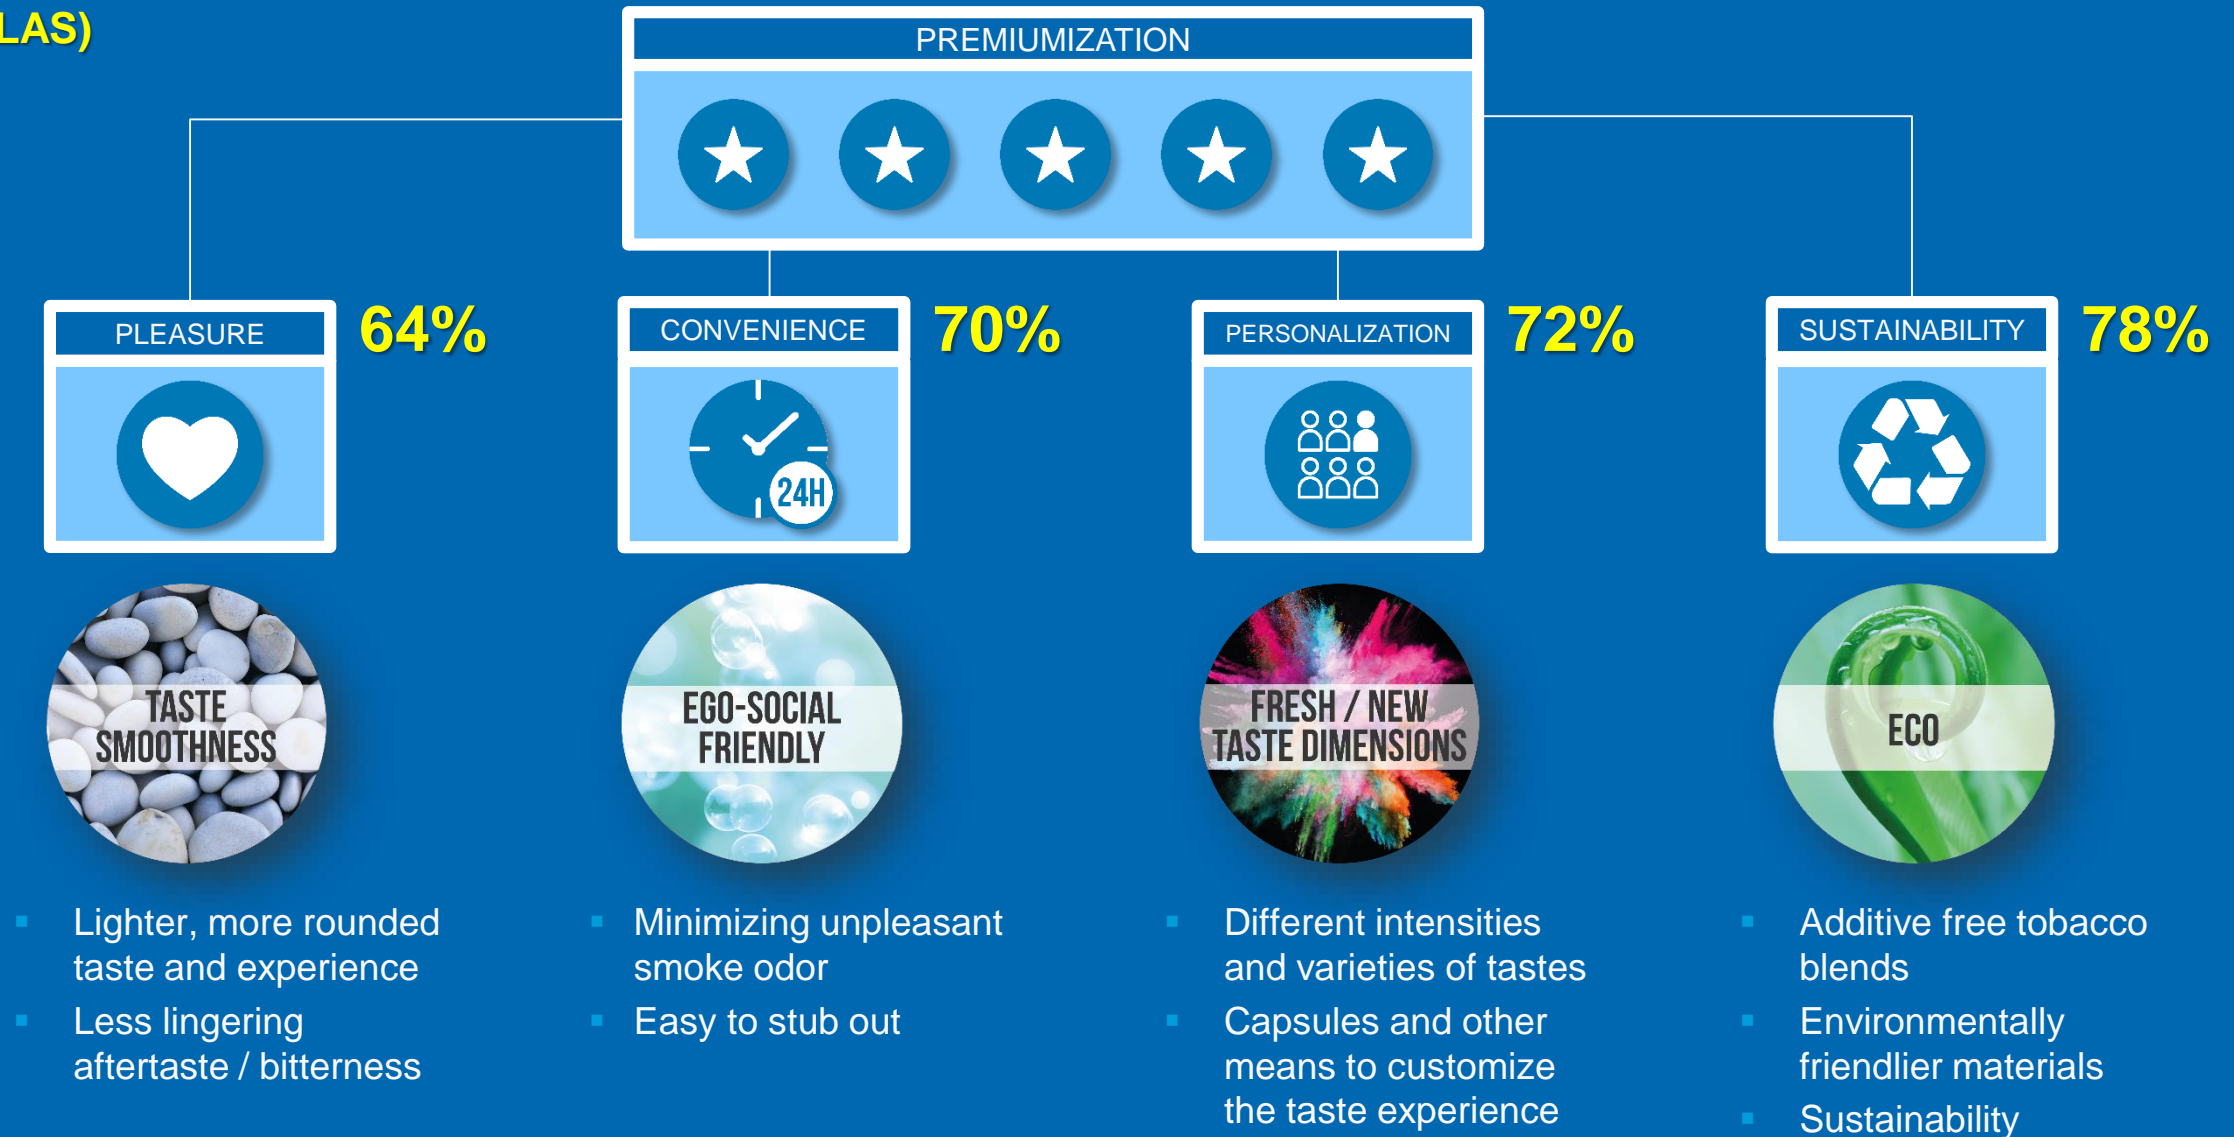 LAS)
PREMIUMIZATION
PLEASURE
64%
CONVENIENCE
70%
PERSONALIZATION
72%
SUSTAINABILITY
78%
24H
TASTE
SMOOTHNESS
EGO-SOCIAL
FRIENDLY
FRESH / NEW
TASTE DIMENSIONS
ECO
Lighter, more rounded
taste and experience
Less lingering
aftertaste / bitterness
Minimizing unpleasant
smoke odor
Easy to stub out
Different intensities
and varieties of tastes
Capsules and other
means to customize
the taste experience
Additive free tobacco
blends
Environmentally
friendlier materials
Sustainability